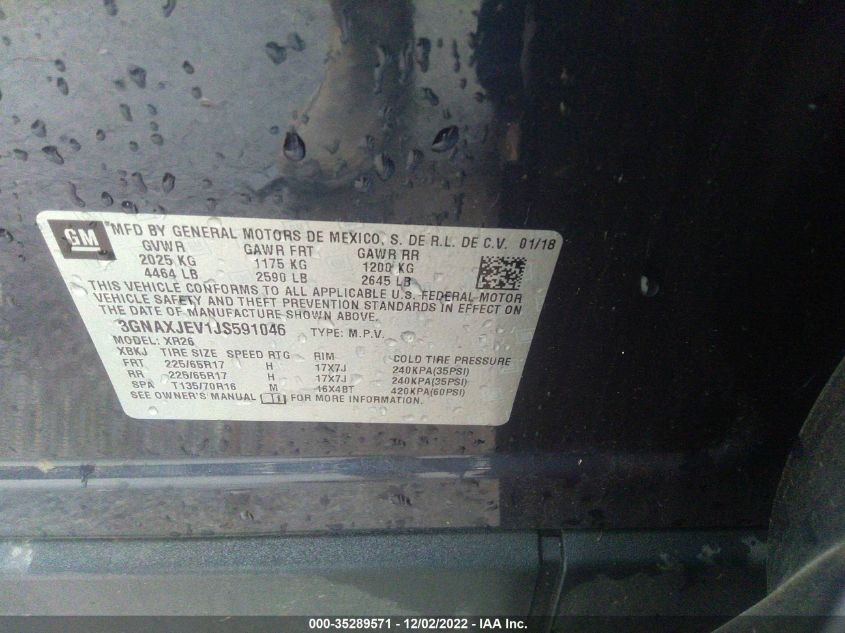 GM MFD BY GENERAL MOTORS DE MEXICO, S. DE R.L. DE C.V. 01/18
GVWR GAWR FRT GAWR RR
2025 KG 1175 KG 1200 KG
4464 LB 2590 LB 2645 LB
THIS VEHICLE CONFORMS TO ALL APPLICABLE U.S. FEDERAL MOTOR
VEHICLE SAFETY AND THEFT PREVENTION STANDARDS IN EFFECT ON
THE DATE OF MANUFACTURE SHOWN ABOVE.
3GNAXJEV1JS591046 TYPE: M.P.V.
MODEL: XR26
XBKJ TIRE SIZE SPEED RTG RIM COLD TIRE PRESSURE
FRT 225/65R17 H 17X7J 240KPA(35PSI)
RR 225/65R17 H 17X7J 240KPA(35PSI)
SPA T135/70R16 M 16X4BT 420KPA(60PSI)
SEE OWNER'S MANUAL FOR MORE INFORMATION.
000-35289571 - 12/02/2022 - IAA Inc.